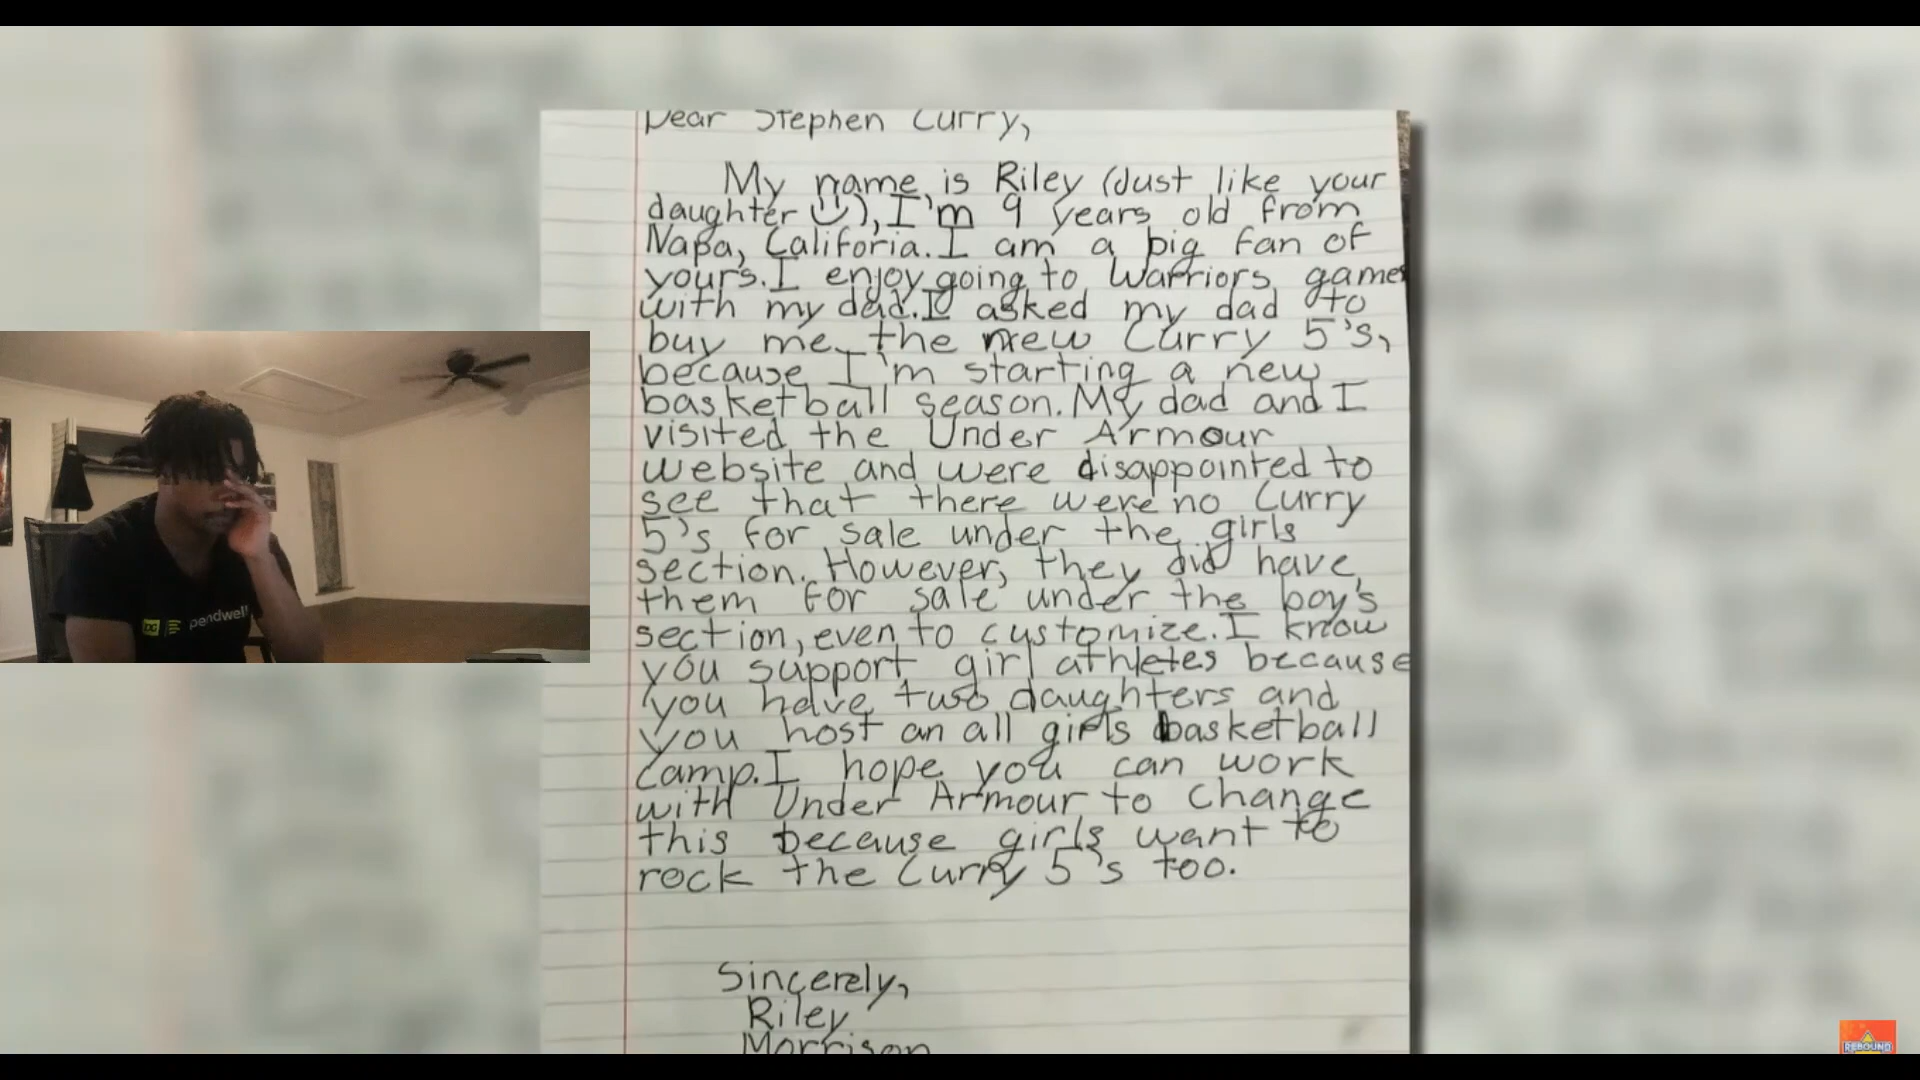 Dear Stephen Curry,
My name is Riley (Just like your
daughter), I'm 9 years old from
Napa, Califoria. I am a big fan of
yours. I enjoy going to Warriors games
with my dad. I asked my dad to
buy me the new Curry 5's,
because I'm starting a new
basketball season. My dad and I
visited the Under Armour
website and were disappointed to
see that there were no Curry
5's for sale under the girls
section. However, they did have
them for sale under the boy's
section, even to customize. I know
you support girl athletes because
you have two daughters and
you host an all girls basketball
camp. I hope you can work
with Under Armour to change
this because girls want to
rock the Curry 5's too.
Sincerely,
Riley
Morrison
DG pendwell
REBOUND